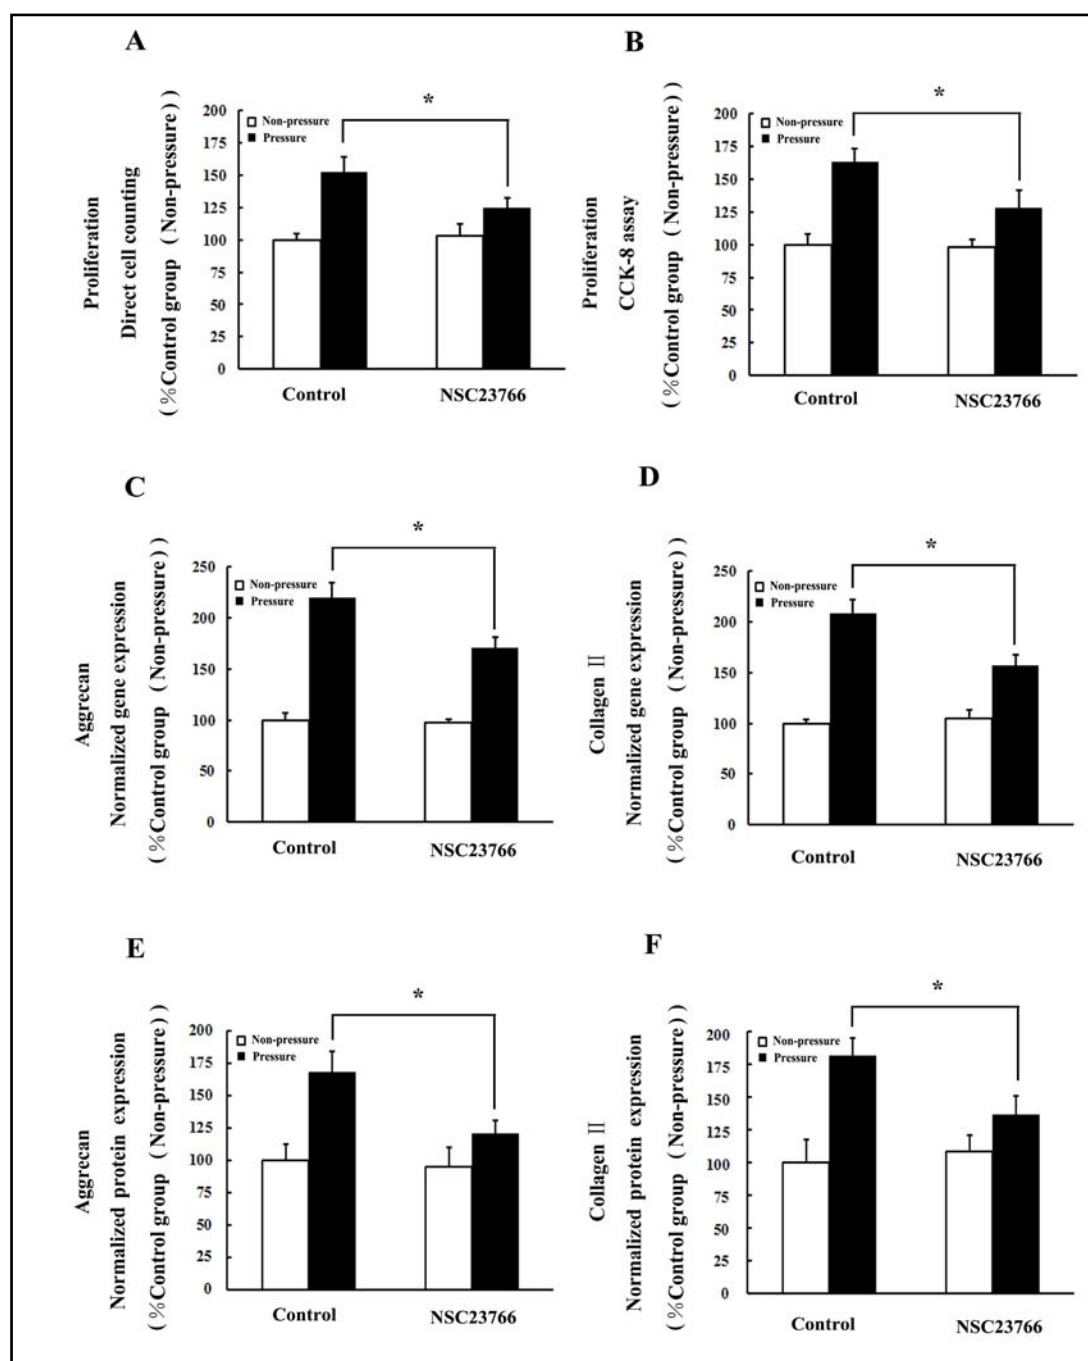 A
Proliferation
Direct cell counting
(%Control group (Non-pressure))
*
200
175
150
125
100
75
50
25
0
Non-pressure
Pressure
Control
NSC23766
B
Proliferation
CCK-8 assay
(%Control group (Non-pressure))
*
200
175
150
125
100
75
50
25
0
Non-pressure
Pressure
Control
NSC23766
C
Aggrecan
Normalized gene expression
(%Control group (Non-pressure))
*
250
200
150
100
50
0
Non-pressure
Pressure
Control
NSC23766
D
Collagen Ⅱ
Normalized gene expression
(%Control group (Non-pressure))
*
250
200
150
100
50
0
Non-pressure
Pressure
Control
NSC23766
E
Aggrecan
Normalized protein expression
(%Control group (Non-pressure))
*
200
175
150
125
100
75
50
25
0
Non-pressure
Pressure
Control
NSC23766
F
Collagen Ⅱ
Normalized protein expression
(%Control group (Non-pressure))
*
200
175
150
125
100
75
50
25
0
Non-pressure
Pressure
Control
NSC23766